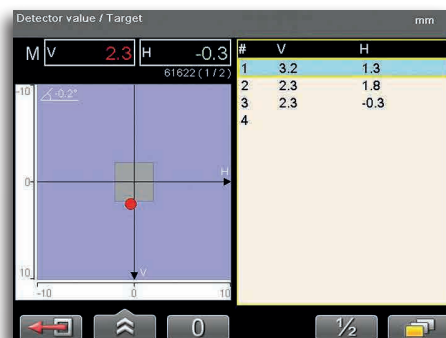 Detector value / Target mm
M V 2.3 H -0.3
61622 (1/2)
# V H
1 3.2 1.3
2 2.3 1.8
3 2.3 -0.3
4
-10
∡-0.2°
0
H
10
V
-10 0 10
0
½